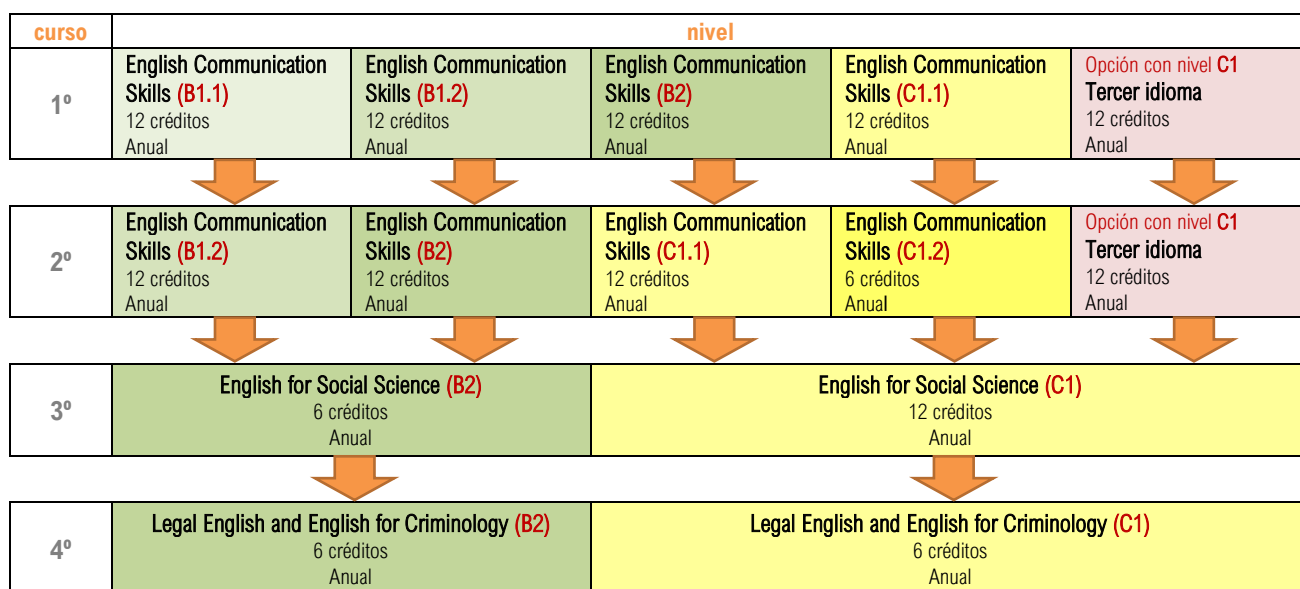 curso
nivel
1º
English Communication
Skills (B1.1)
12 créditos
Anual
English Communication
Skills (B1.2)
12 créditos
Anual
English Communication
Skills (B2)
12 créditos
Anual
English Communication
Skills (C1.1)
12 créditos
Anual
Opción con nivel C1
Tercer idioma
12 créditos
Anual
2º
English Communication
Skills (B1.2)
12 créditos
Anual
English Communication
Skills (B2)
12 créditos
Anual
English Communication
Skills (C1.1)
12 créditos
Anual
English Communication
Skills (C1.2)
6 créditos
Anual
Opción con nivel C1
Tercer idioma
12 créditos
Anual
3º
English for Social Science (B2)
6 créditos
Anual
English for Social Science (C1)
12 créditos
Anual
4º
Legal English and English for Criminology (B2)
6 créditos
Anual
Legal English and English for Criminology (C1)
6 créditos
Anual